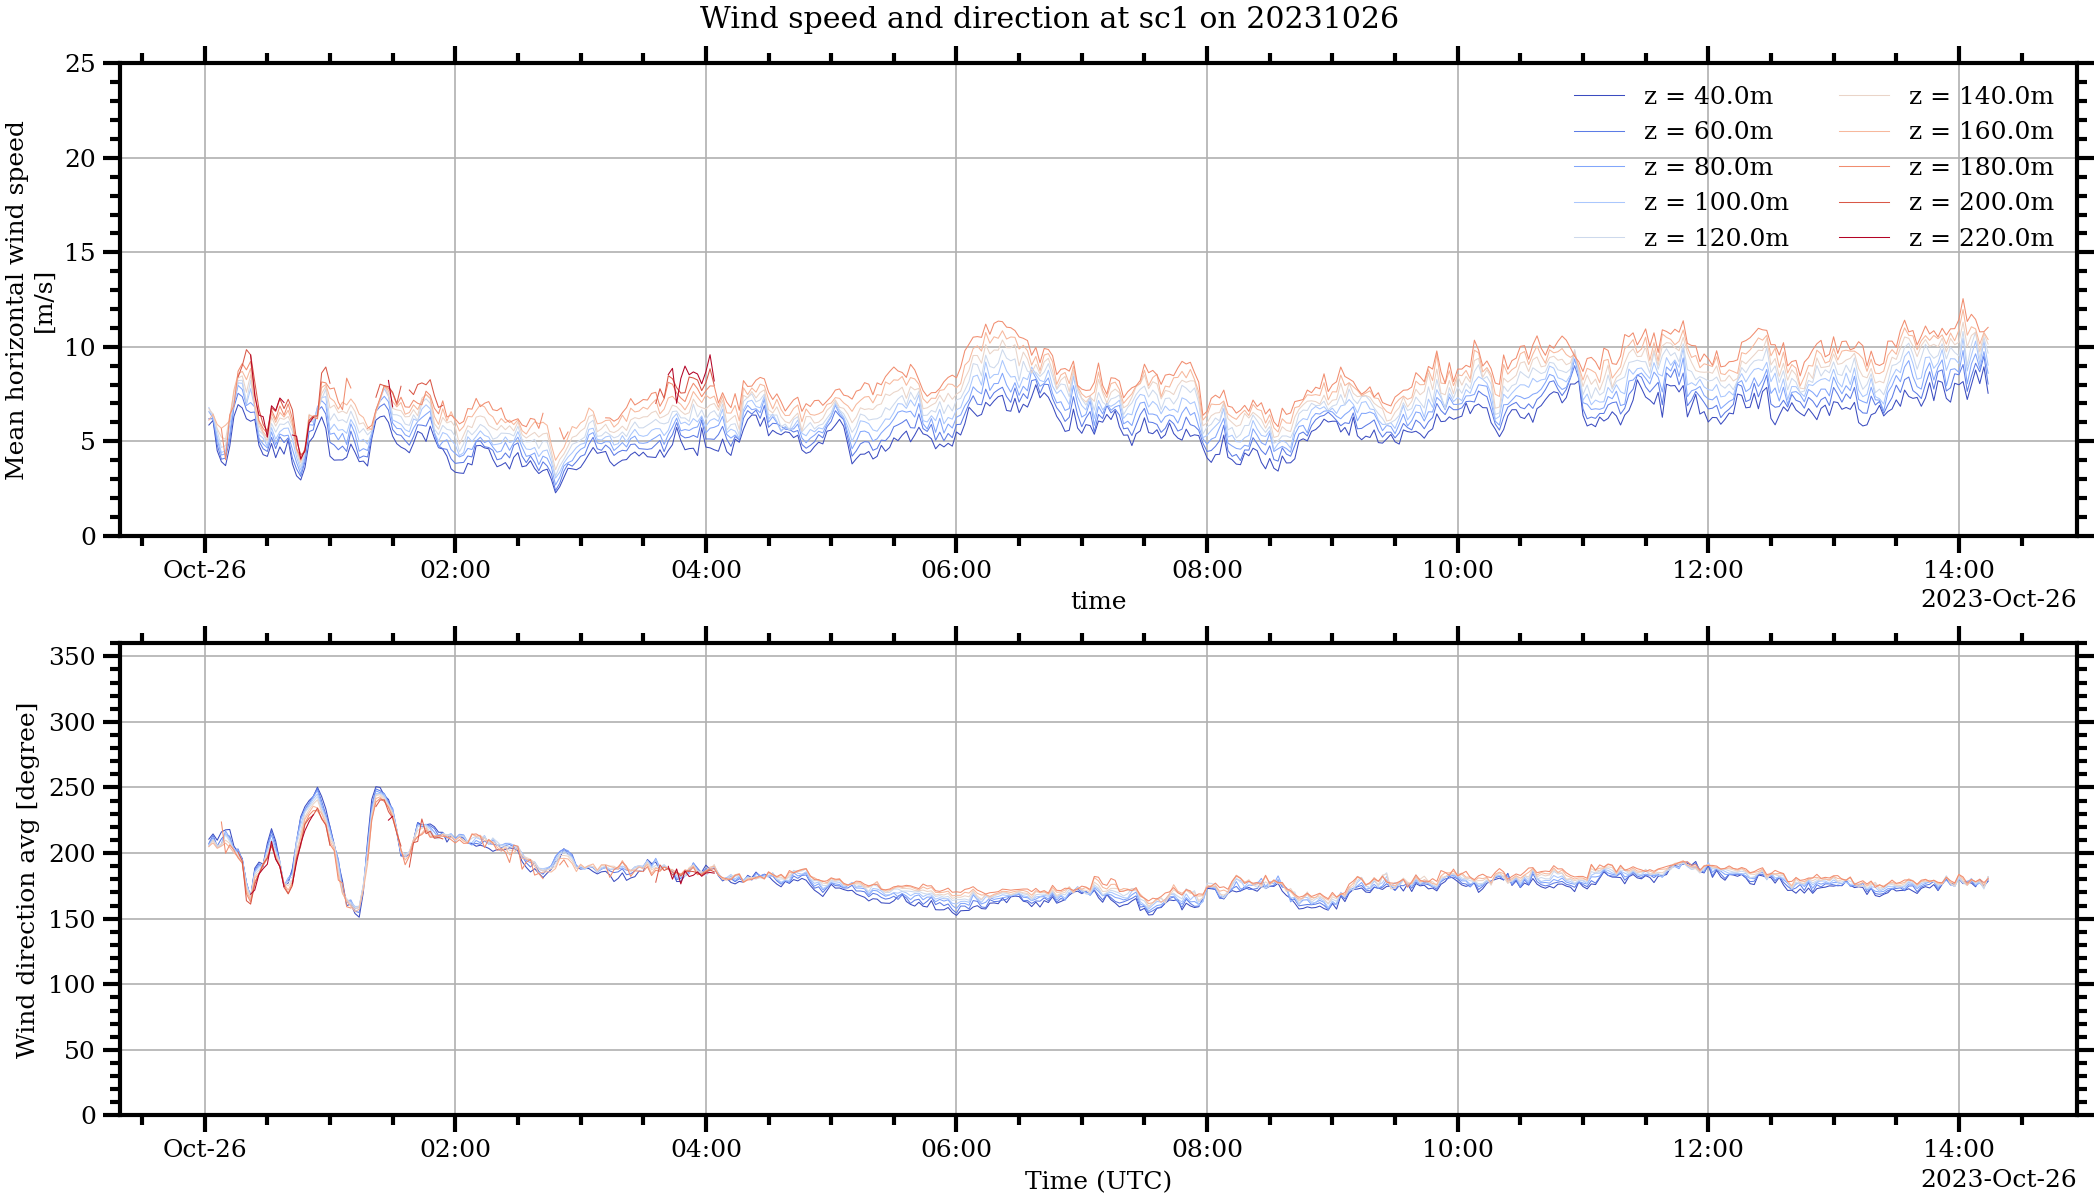 Wind speed and direction at sc1 on 20231026
Mean horizontal wind speed
[m/s]
25
20
15
10
5
0
z = 40.0m
z = 60.0m
z = 80.0m
z = 100.0m
z = 120.0m
z = 140.0m
z = 160.0m
z = 180.0m
z = 200.0m
z = 220.0m
Oct-26 02:00 04:00 06:00 08:00 10:00 12:00 14:00
time
2023-Oct-26
Wind direction avg [degree]
350
300
250
200
150
100
50
0
Oct-26 02:00 04:00 06:00 08:00 10:00 12:00 14:00
Time (UTC)
2023-Oct-26